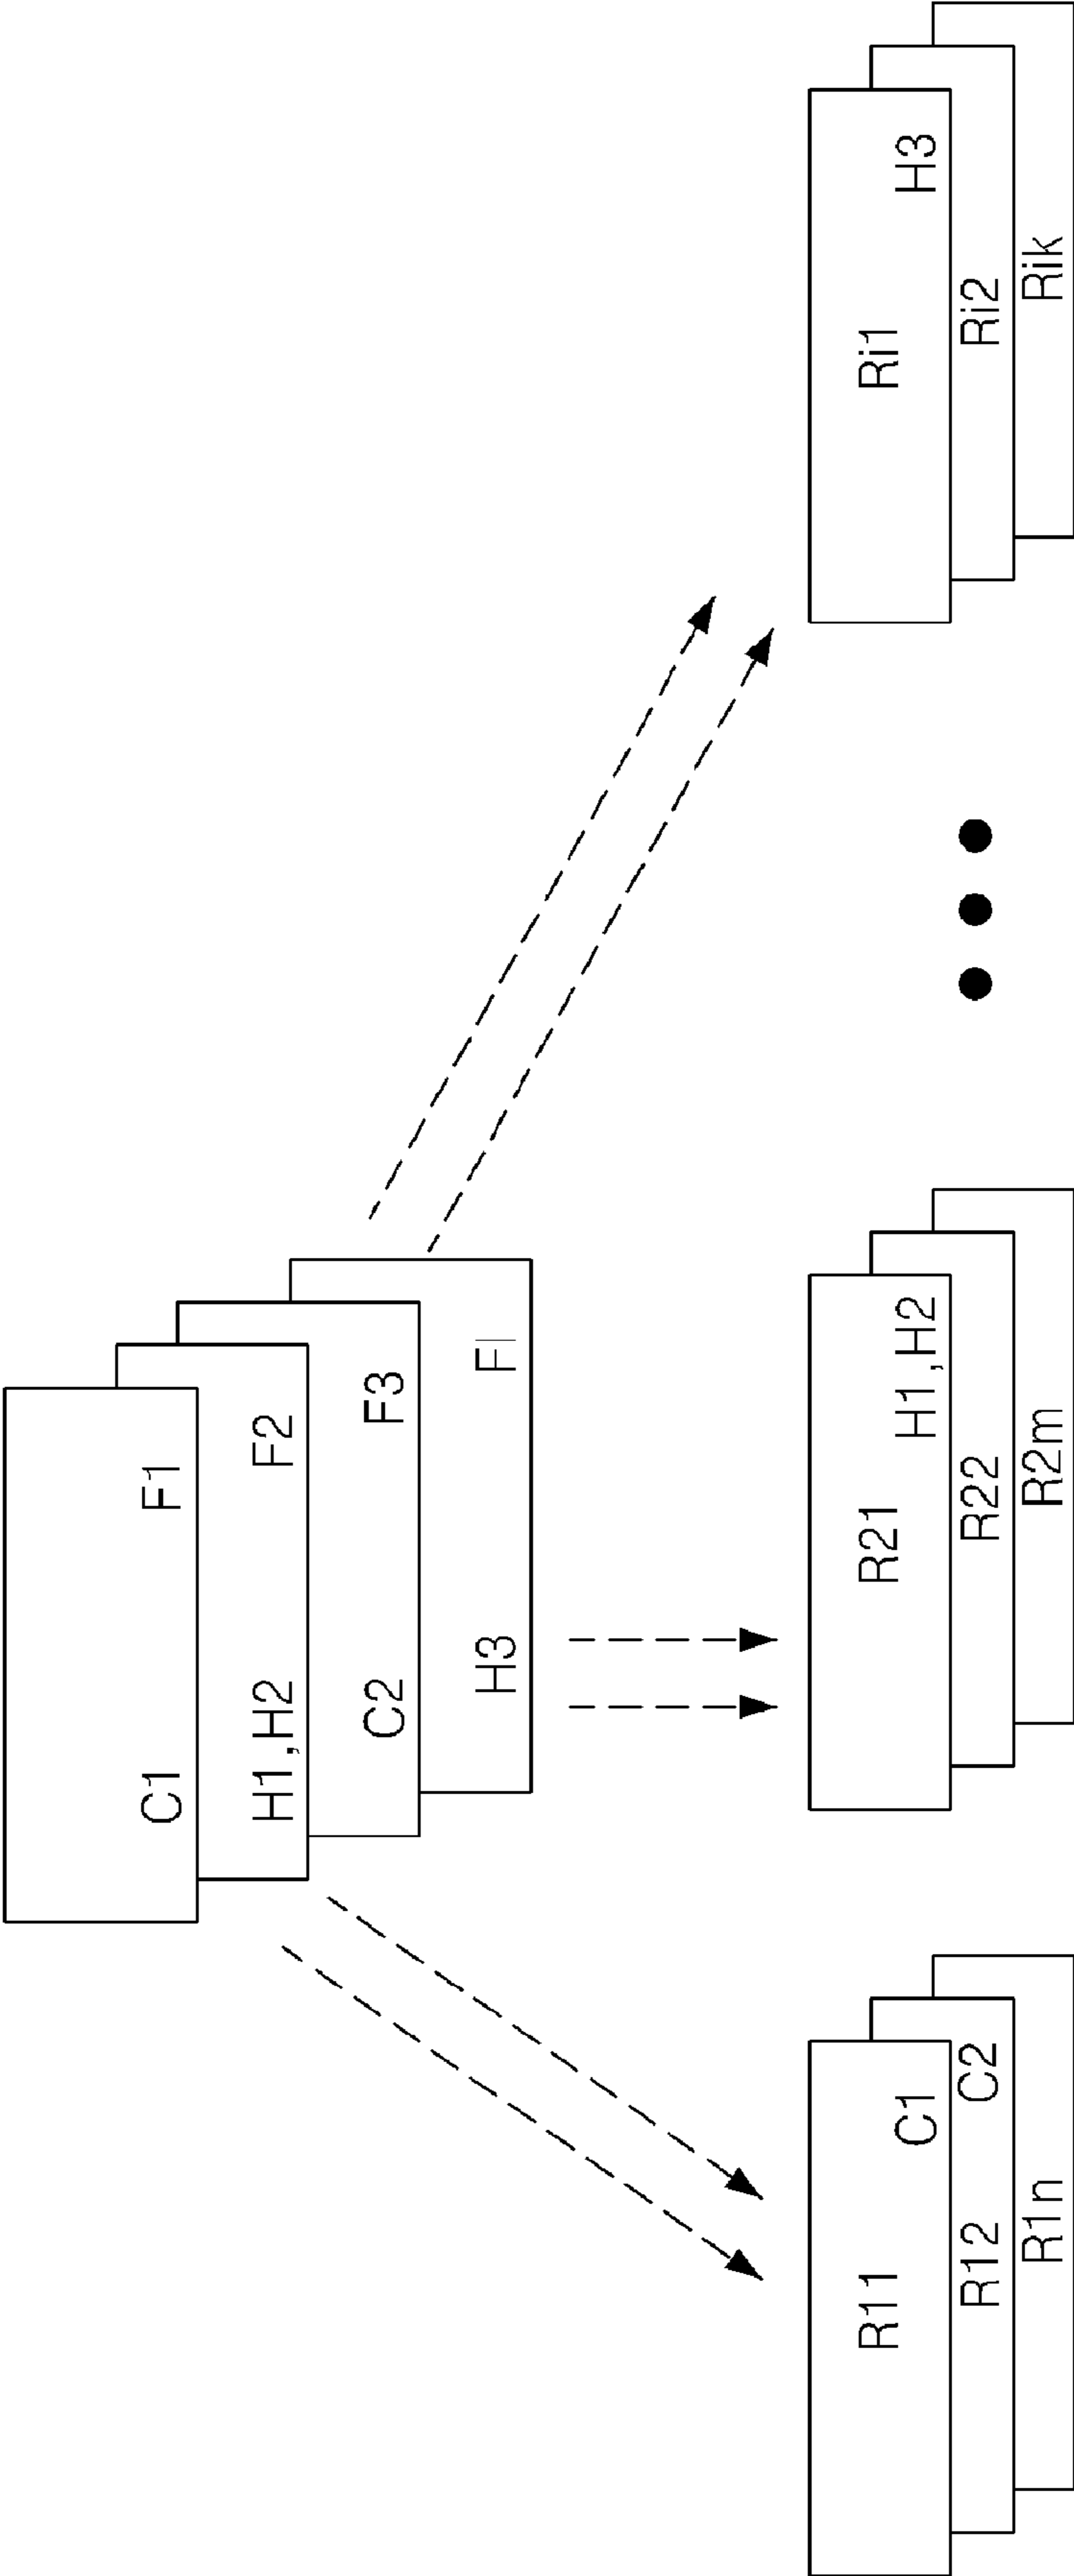 C1 F1
H1,H2 F2
C2 F3
H3 Fl
R11
C1
R12 C2
R1n
R21
H1,H2
R22
R2m
Ri1
H3
Ri2
Rik